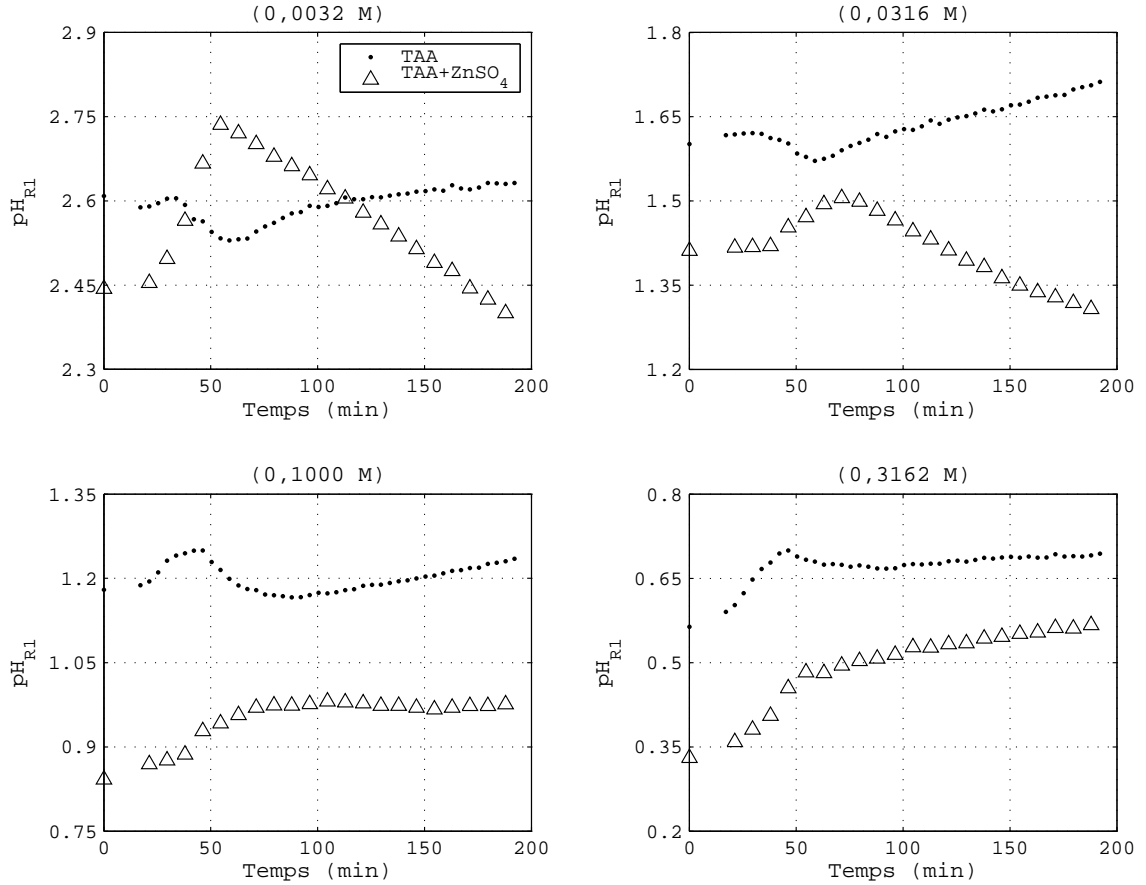 (0,0032 M)
2.9
2.75
2.6
2.45
2.3
pH_R1
TAA
TAA+ZnSO_4
0 50 100 150 200
Temps (min)
(0,0316 M)
1.8
1.65
1.5
1.35
1.2
pH_R1
0 50 100 150 200
Temps (min)
(0,1000 M)
1.35
1.2
1.05
0.9
0.75
pH_R1
0 50 100 150 200
Temps (min)
(0,3162 M)
0.8
0.65
0.5
0.35
0.2
pH_R1
0 50 100 150 200
Temps (min)